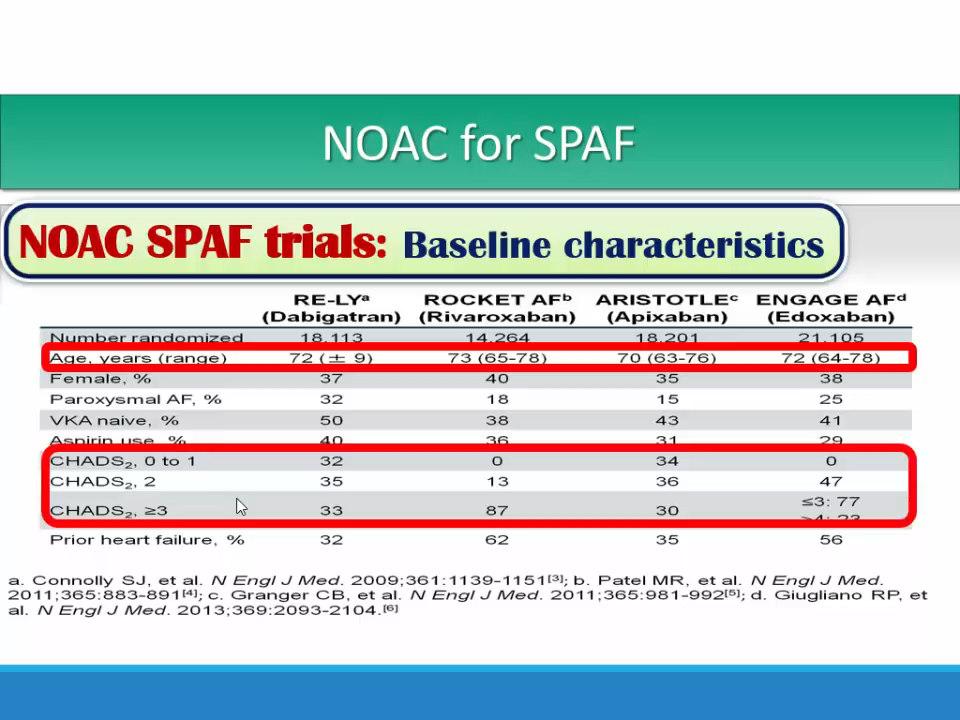 NOAC for SPAF
NOAC SPAF trials: Baseline characteristics
RE-LYᵃ ROCKET AFᵇ ARISTOTLEᶜ ENGAGE AFᵈ
(Dabigatran) (Rivaroxaban) (Apixaban) (Edoxaban)
Number randomized 18,113 14,264 18,201 21,105
Age, years (range) 72 (± 9) 73 (65-78) 70 (63-76) 72 (64-78)
Female, % 37 40 35 38
Paroxysmal AF, % 32 18 15 25
VKA naive, % 50 38 43 41
Aspirin use, % 40 36 31 29
CHADS₂, 0 to 1 32 0 34 0
CHADS₂, 2 35 13 36 47
CHADS₂, ≥3 33 87 30 ≤3: 77
≥4: 23
Prior heart failure, % 32 62 35 56
a. Connolly SJ, et al. N Engl J Med. 2009;361:1139-1151[3]; b. Patel MR, et al. N Engl J Med.
2011;365:883-891[4]; c. Granger CB, et al. N Engl J Med. 2011;365:981-992[5]; d. Giugliano RP, et
al. N Engl J Med. 2013;369:2093-2104.[6]